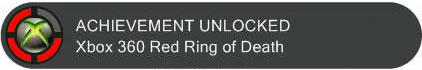 ACHIEVEMENT UNLOCKED
Xbox 360 Red Ring of Death